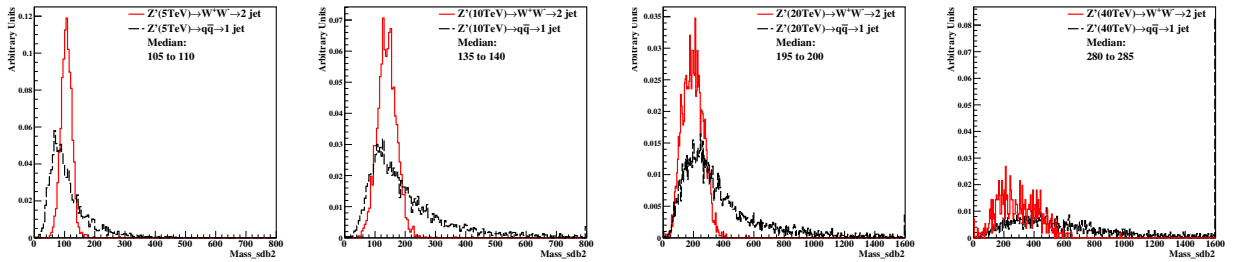 Arbitrary Units
Z'(5TeV)→W⁺W⁻→2 jet
Z'(5TeV)→qq̅→1 jet
Median:
105 to 110
0.12
0.1
0.08
0.06
0.04
0.02
0
0 100 200 300 400 500 600 700 800
Mass_sdb2
Arbitrary Units
Z'(10TeV)→W⁺W⁻→2 jet
Z'(10TeV)→qq̅→1 jet
Median:
135 to 140
0.07
0.06
0.05
0.04
0.03
0.02
0.01
0.00
0 100 200 300 400 500 600 700 800
Mass_sdb2
Arbitrary Units
Z'(20TeV)→W⁺W⁻→2 jet
Z'(20TeV)→qq̅→1 jet
Median:
195 to 200
0.035
0.03
0.025
0.02
0.015
0.01
0.005
0
0 200 400 600 800 1000 1200 1400 1600
Mass_sdb2
Arbitrary Units
Z'(40TeV)→W⁺W⁻→2 jet
Z'(40TeV)→qq̅→1 jet
Median:
280 to 285
0.08
0.07
0.06
0.05
0.04
0.03
0.02
0.01
0
0 200 400 600 800 1000 1200 1400 1600
Mass_sdb2